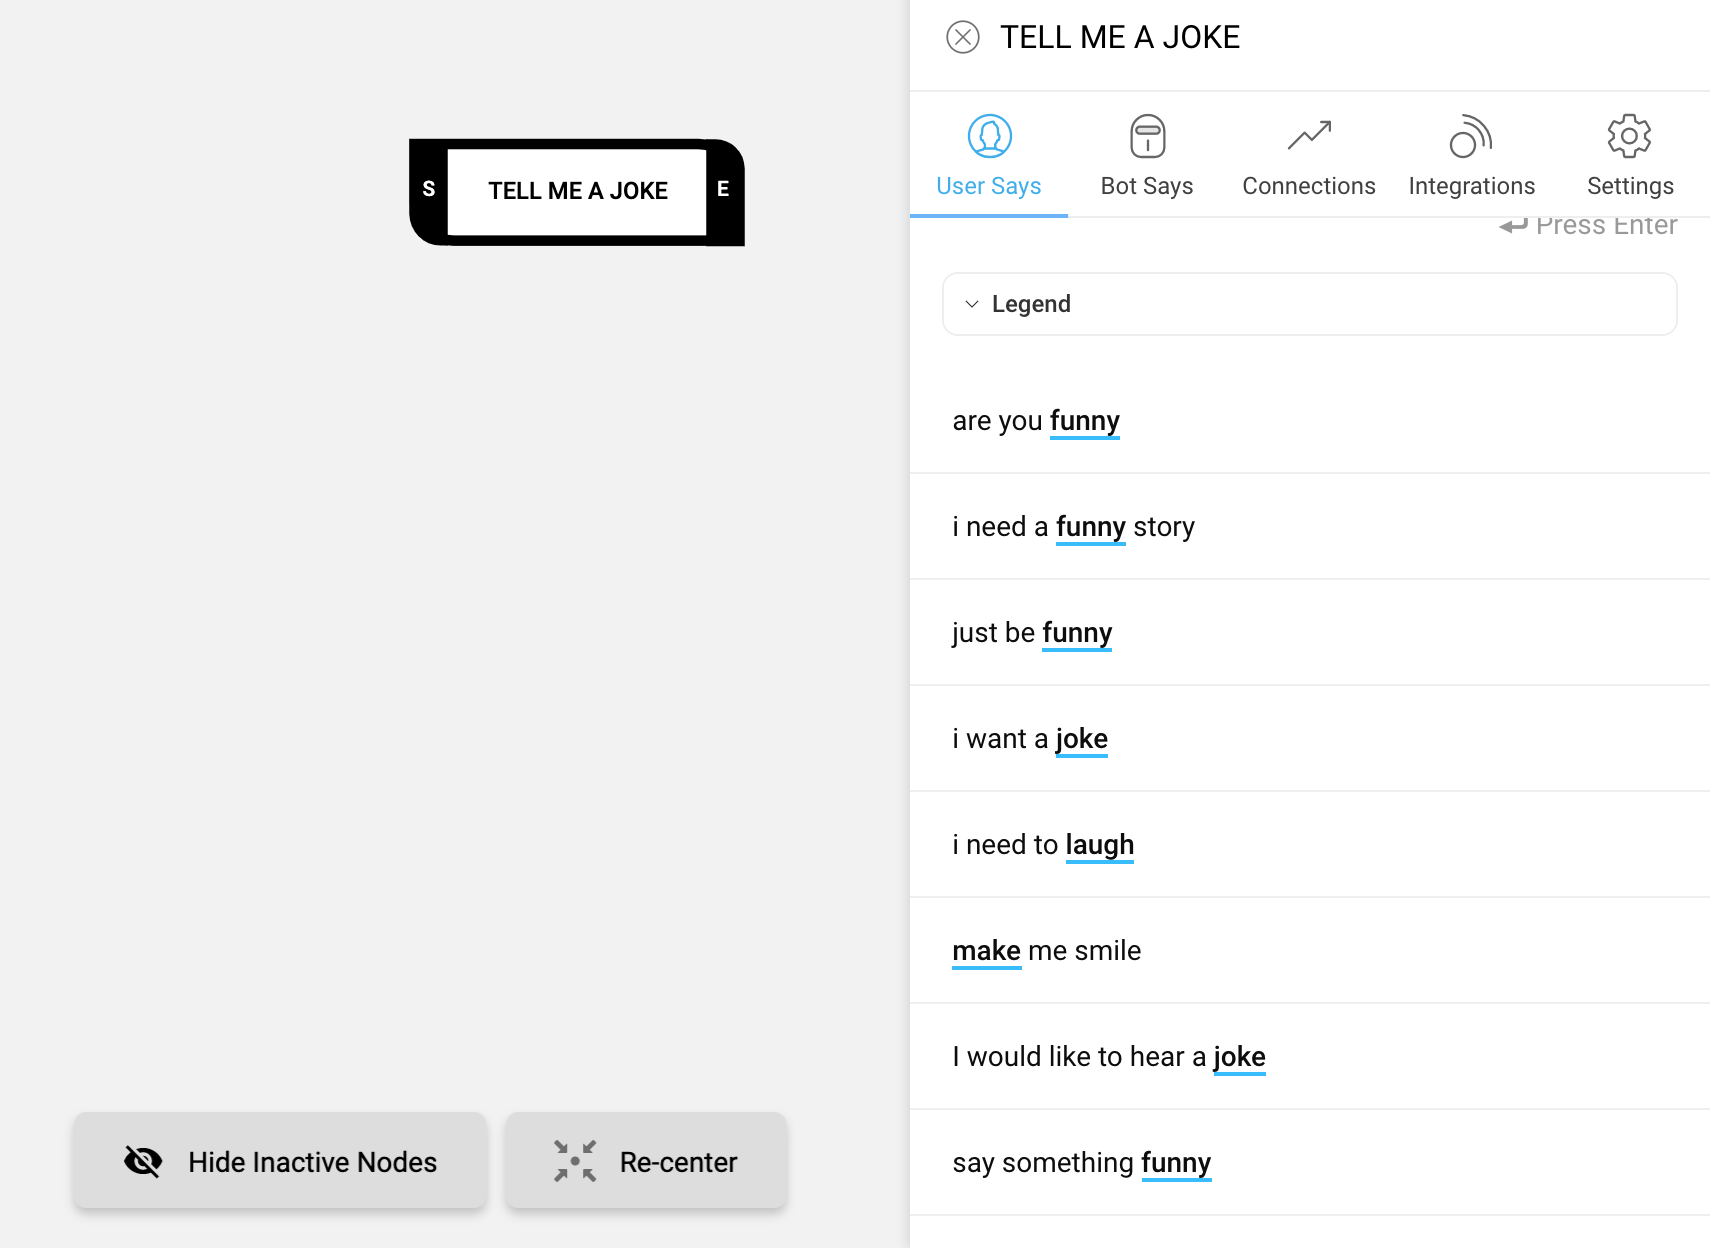 S
TELL ME A JOKE
E
Hide Inactive Nodes
Re-center
TELL ME A JOKE
User Says
Bot Says
Connections
Integrations
Settings
Press Enter
Legend
are you funny
i need a funny story
just be funny
i want a joke
i need to laugh
make me smile
I would like to hear a joke
say something funny